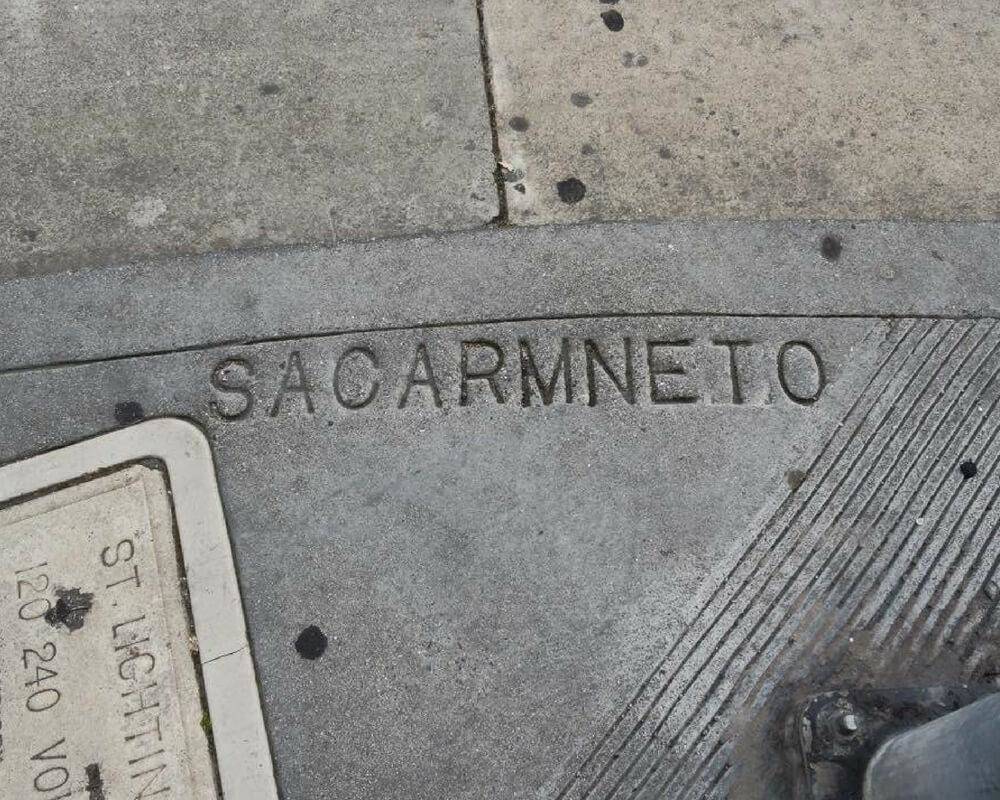 SACARMNETO
ST. LIGHTIN
120 240 VO